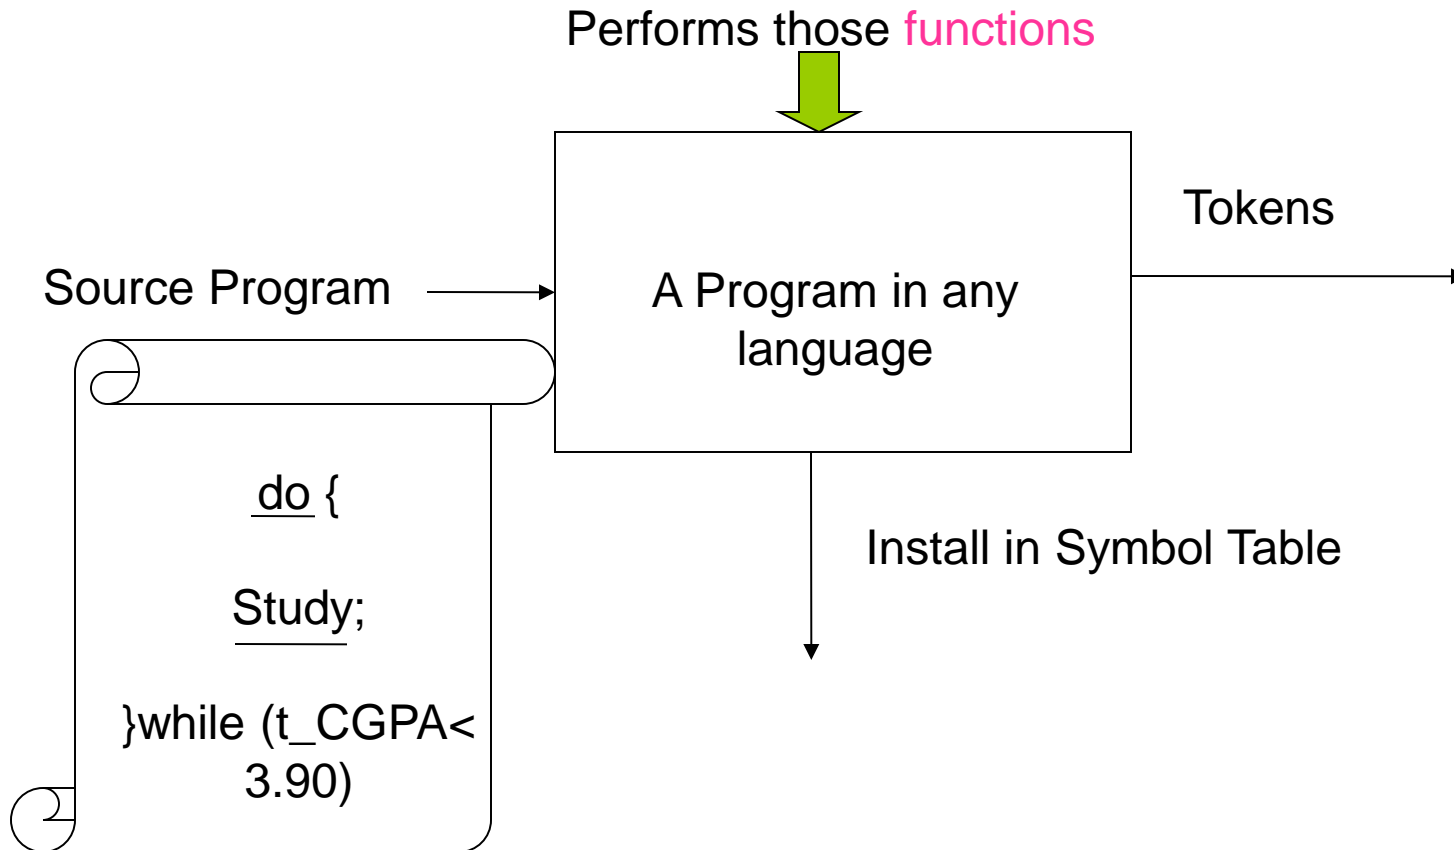 Performs those functions
Tokens
Source Program
A Program in any
language
do {
Study;
}while (t_CGPA<
3.90)
Install in Symbol Table